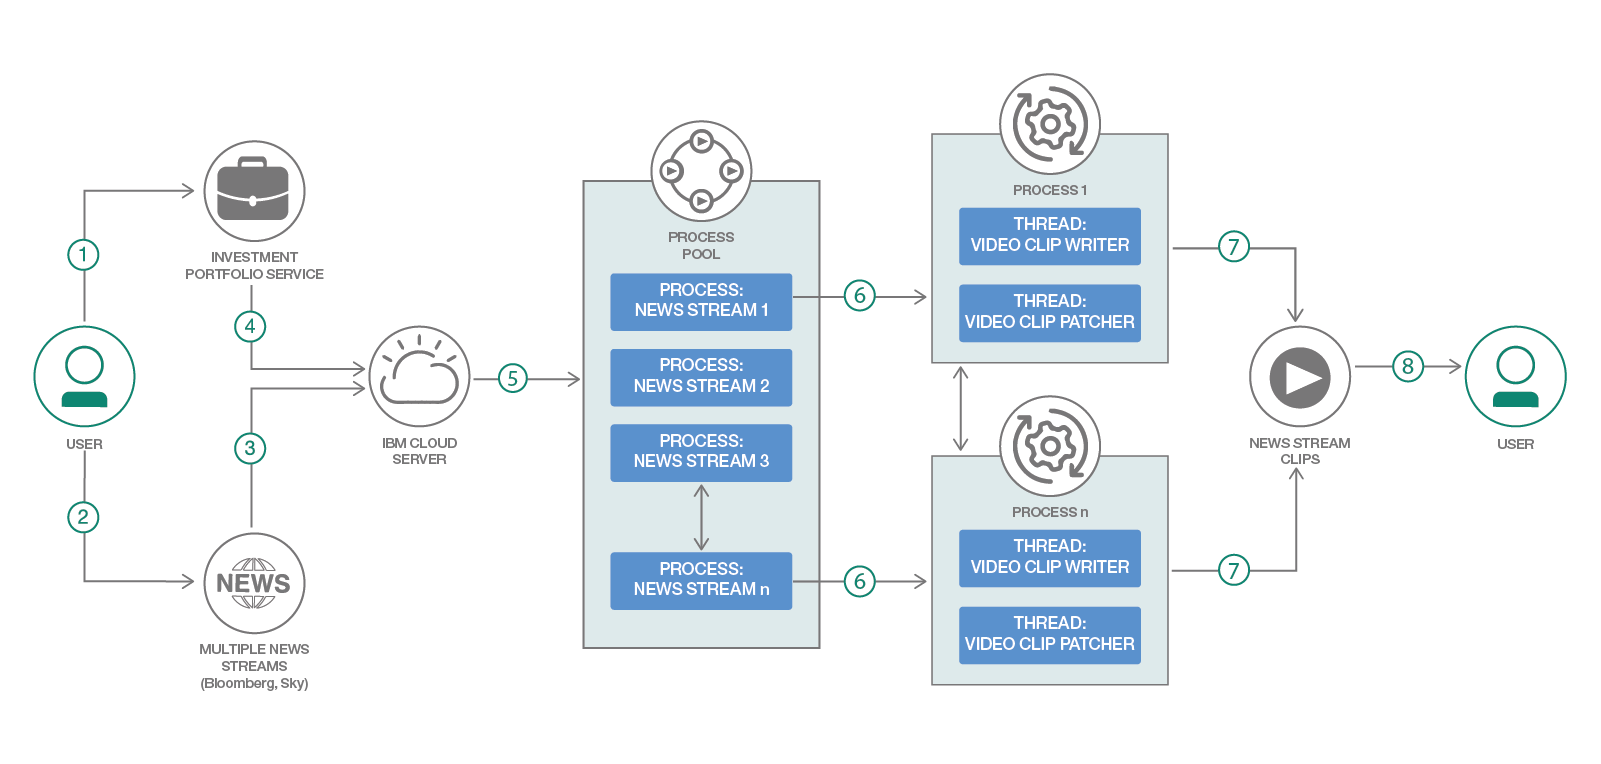 1
INVESTMENT
PORTFOLIO SERVICE
4
USER
2
3
NEWS
MULTIPLE NEWS
STREAMS
(Bloomberg, Sky)
IBM CLOUD
SERVER
5
PROCESS
POOL
PROCESS:
NEWS STREAM 1
PROCESS:
NEWS STREAM 2
PROCESS:
NEWS STREAM 3
PROCESS:
NEWS STREAM n
6
6
PROCESS 1
THREAD:
VIDEO CLIP WRITER
THREAD:
VIDEO CLIP PATCHER
PROCESS n
THREAD:
VIDEO CLIP WRITER
THREAD:
VIDEO CLIP PATCHER
7
7
NEWS STREAM
CLIPS
8
USER